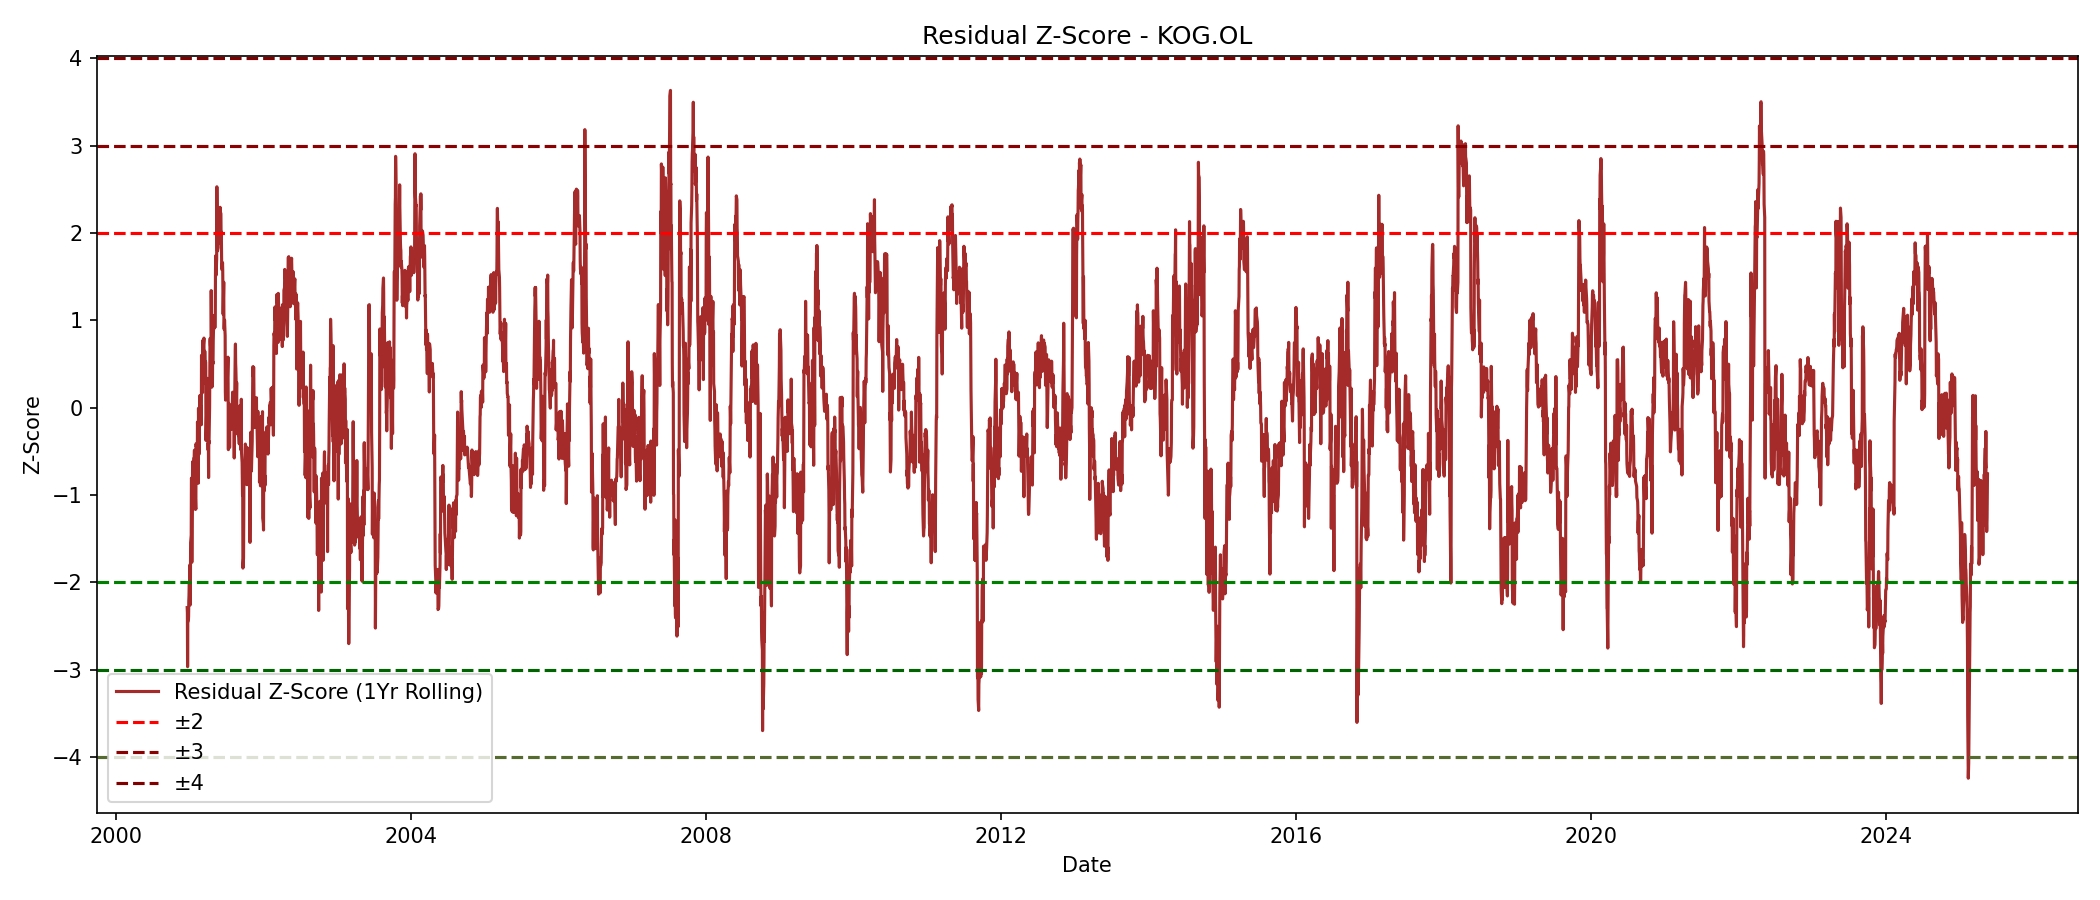 Residual Z-Score - KOG.OL
Z-Score
4
3
2
1
0
−1
−2
−3
−4
Residual Z-Score (1Yr Rolling)
±2
±3
±4
2000 2004 2008 2012 2016 2020 2024
Date